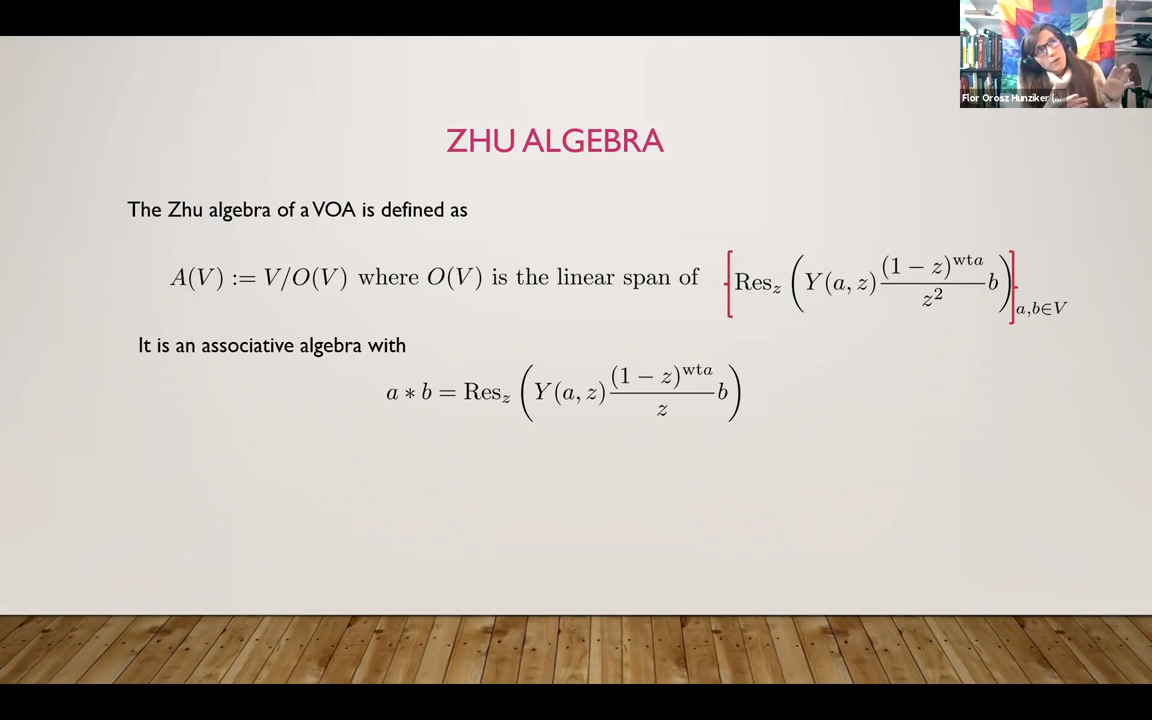 Flor Orosz Hunziker (...
ZHU ALGEBRA
The Zhu algebra of a VOA is defined as
A(V) := V/O(V) where O(V) is the linear span of [Res_z (Y(a, z) (1 − z)^{wta} / z^2 b)]_{a,b∈V}
It is an associative algebra with
a ∗ b = Res_z (Y(a, z) (1 − z)^{wta} / z b)